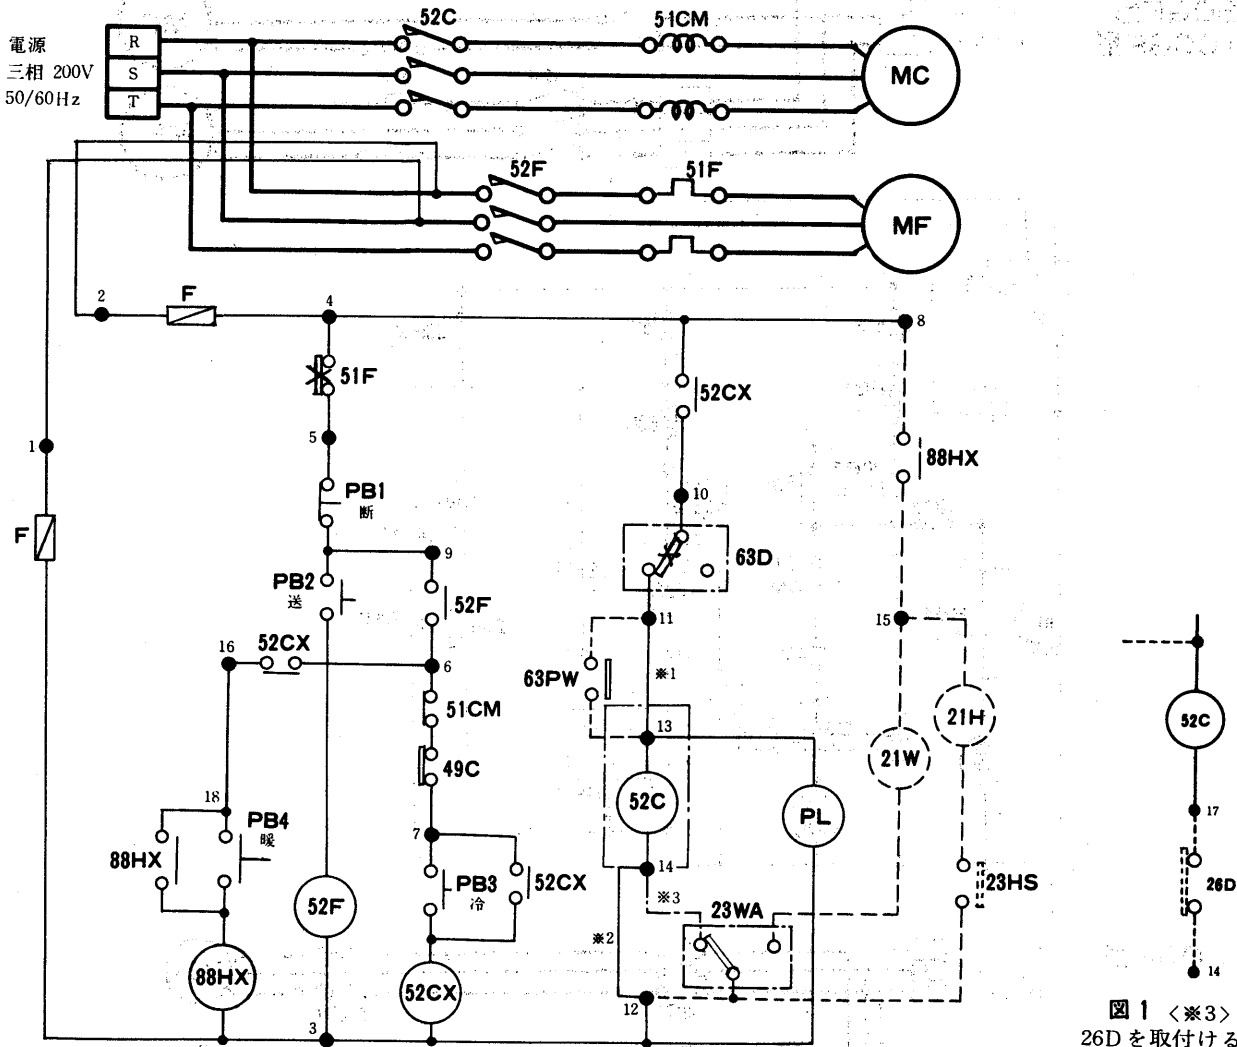 52C
51CM
電源
三相 200V
50/60Hz
R
S
T
MC
52F
51F
MF
2
F
4
8
51F
52CX
1
5
88HX
PB1
断
10
F
63D
9
PB2
送
52F
11
15
16
52CX
6
63PW
※1
51CM
21H
13
52C
49C
21W
18
52C
PL
17
PB4
暖
7
88HX
PB3
冷
52CX
14
26D
23HS
52F
※3
23WA
※2
88HX
52CX
14
12
3
図1 <※3>
26Dを取付ける